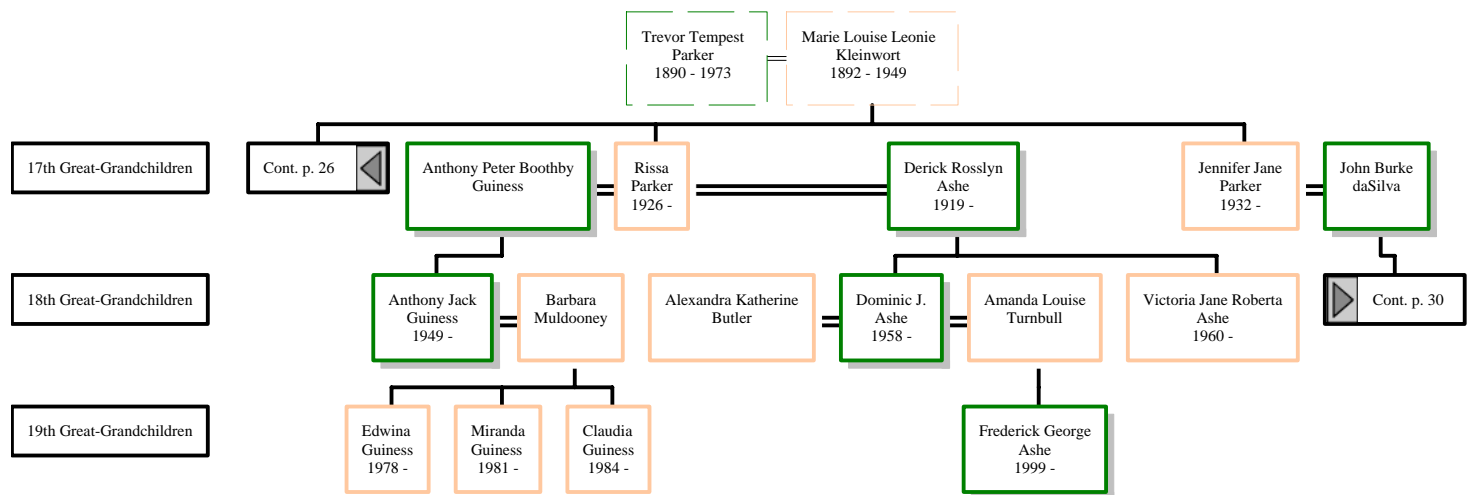 Trevor Tempest
Parker
1890 - 1973
Marie Louise Leonie
Kleinwort
1892 - 1949
17th Great-Grandchildren
Cont. p. 26
Anthony Peter Boothby
Guiness
Rissa
Parker
1926 -
Derick Rosslyn
Ashe
1919 -
Jennifer Jane
Parker
1932 -
John Burke
daSilva
18th Great-Grandchildren
Anthony Jack
Guiness
1949 -
Barbara
Muldooney
Alexandra Katherine
Butler
Dominic J.
Ashe
1958 -
Amanda Louise
Turnbull
Victoria Jane Roberta
Ashe
1960 -
Cont. p. 30
19th Great-Grandchildren
Edwina
Guiness
1978 -
Miranda
Guiness
1981 -
Claudia
Guiness
1984 -
Frederick George
Ashe
1999 -